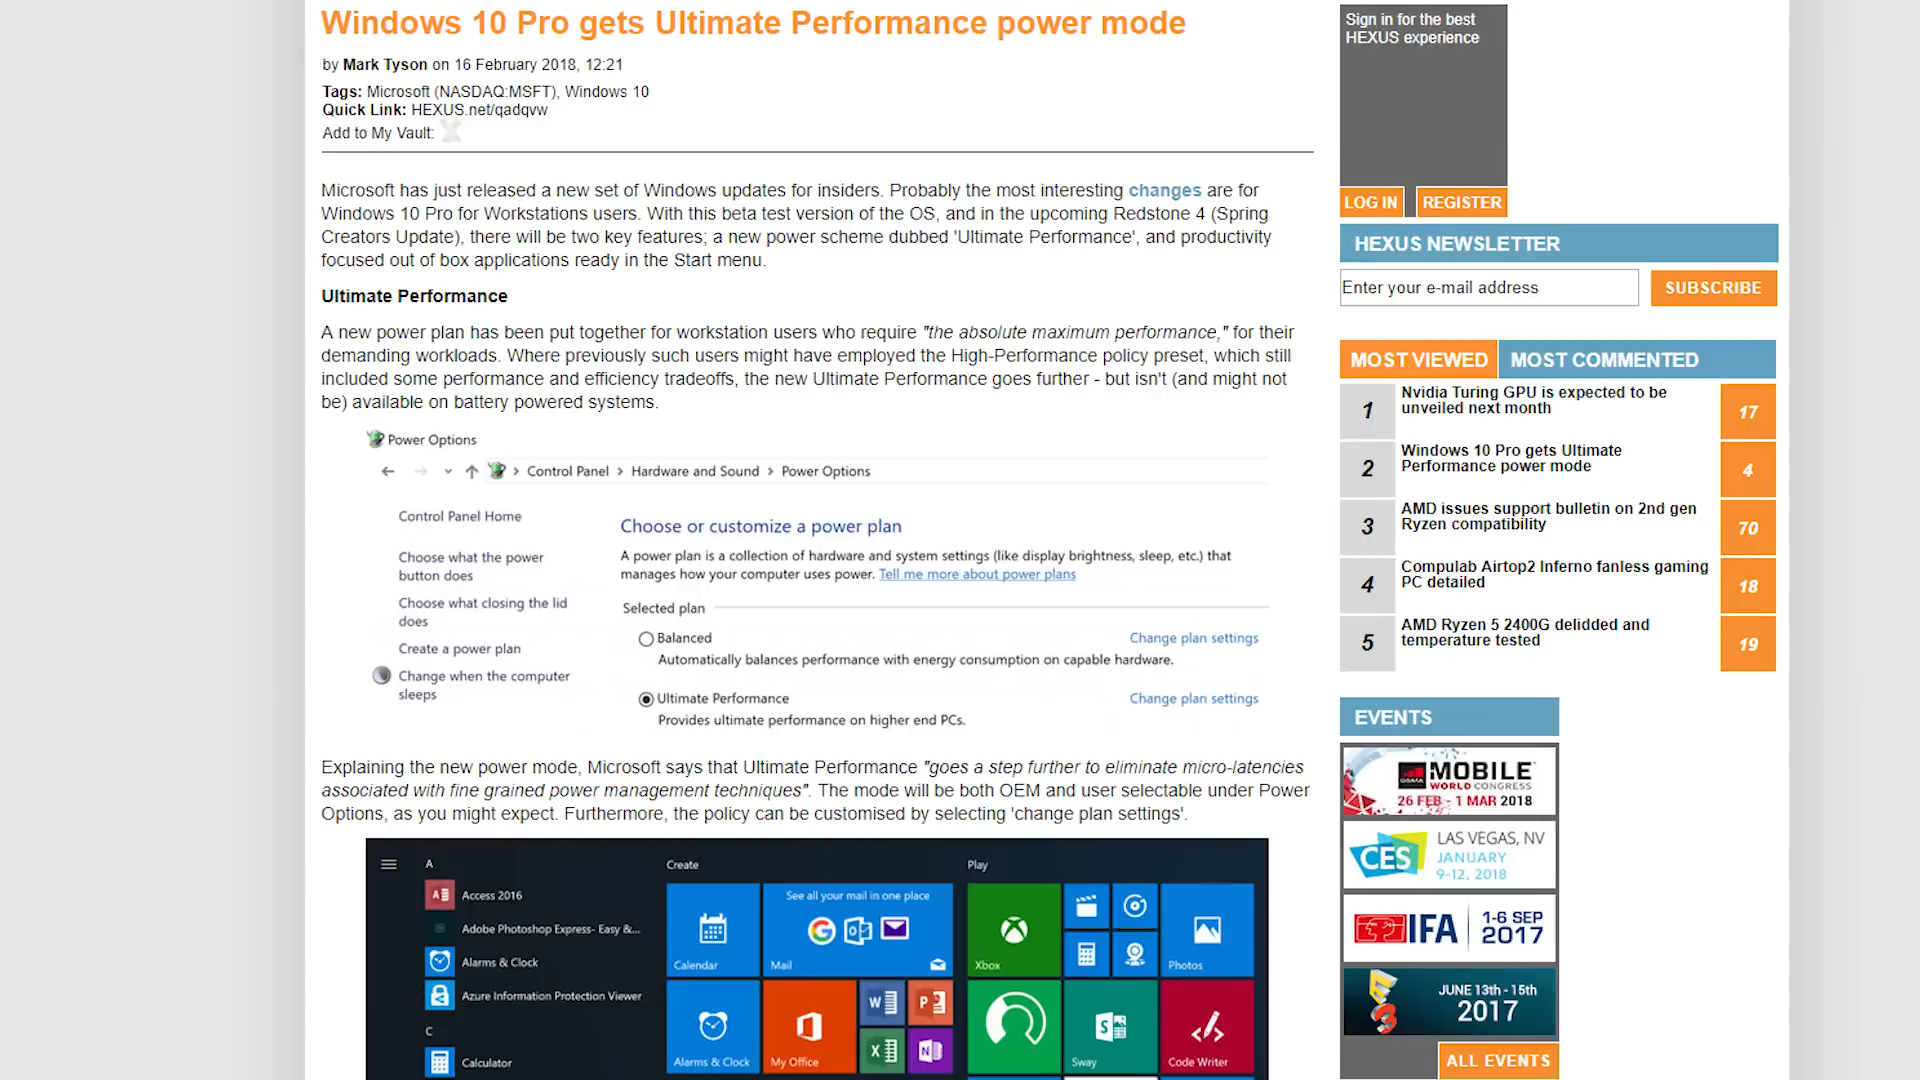 Windows 10 Pro gets Ultimate Performance power mode
by Mark Tyson on 16 February 2018, 12:21
Tags: Microsoft (NASDAQ:MSFT), Windows 10
Quick Link: HEXUS.net/qadqvw
Add to My Vault:
Microsoft has just released a new set of Windows updates for insiders. Probably the most interesting changes are for
Windows 10 Pro for Workstations users. With this beta test version of the OS, and in the upcoming Redstone 4 (Spring
Creators Update), there will be two key features; a new power scheme dubbed 'Ultimate Performance', and productivity
focused out of box applications ready in the Start menu.
Ultimate Performance
A new power plan has been put together for workstation users who require "the absolute maximum performance," for their
demanding workloads. Where previously such users might have employed the High-Performance policy preset, which still
included some performance and efficiency tradeoffs, the new Ultimate Performance goes further - but isn't (and might not
be) available on battery powered systems.
Power Options
Control Panel > Hardware and Sound > Power Options
Control Panel Home
Choose what the power
button does
Choose what closing the lid
does
Create a power plan
Change when the computer
sleeps
Choose or customize a power plan
A power plan is a collection of hardware and system settings (like display brightness, sleep, etc.) that
manages how your computer uses power. Tell me more about power plans
Selected plan
Balanced Change plan settings
Automatically balances performance with energy consumption on capable hardware.
Ultimate Performance Change plan settings
Provides ultimate performance on higher end PCs.
Explaining the new power mode, Microsoft says that Ultimate Performance "goes a step further to eliminate micro-latencies
associated with fine grained power management techniques". The mode will be both OEM and user selectable under Power
Options, as you might expect. Furthermore, the policy can be customised by selecting 'change plan settings'.
A
Access 2016
Adobe Photoshop Express- Easy &...
Alarms & Clock
Azure Information Protection Viewer
C
Calculator
Create
Calendar
See all your mail in one place
Mail
Alarms & Clock
My Office
Play
Xbox
Photos
Sway
Code Writer
Sign in for the best
HEXUS experience
LOG IN REGISTER
HEXUS NEWSLETTER
Enter your e-mail address SUBSCRIBE
MOST VIEWED MOST COMMENTED
1 Nvidia Turing GPU is expected to 17
be unveiled next month
2 Windows 10 Pro gets Ultimate 4
Performance power mode
3 AMD issues support bulletin on 2nd gen 70
Ryzen compatibility
4 Compulab Airtop2 Inferno fanless gaming 18
PC detailed
5 AMD Ryzen 5 2400G delidded and 19
temperature tested
EVENTS
GSMA MOBILE
WORLD CONGRESS
26 FEB - 1 MAR 2018
CES LAS VEGAS, NV
JANUARY
9-12, 2018
IFA 1-6 SEP
2017
E3 JUNE 13th - 15th
2017
ALL EVENTS